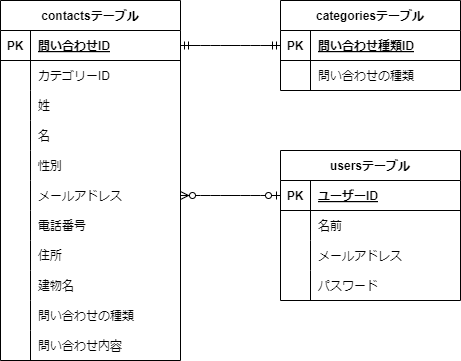 contactsテーブル
PK 問い合わせID
カテゴリーID
姓
名
性別
メールアドレス
電話番号
住所
建物名
問い合わせの種類
問い合わせ内容
categoriesテーブル
PK 問い合わせ種類ID
問い合わせの種類
usersテーブル
PK ユーザーID
名前
メールアドレス
パスワード